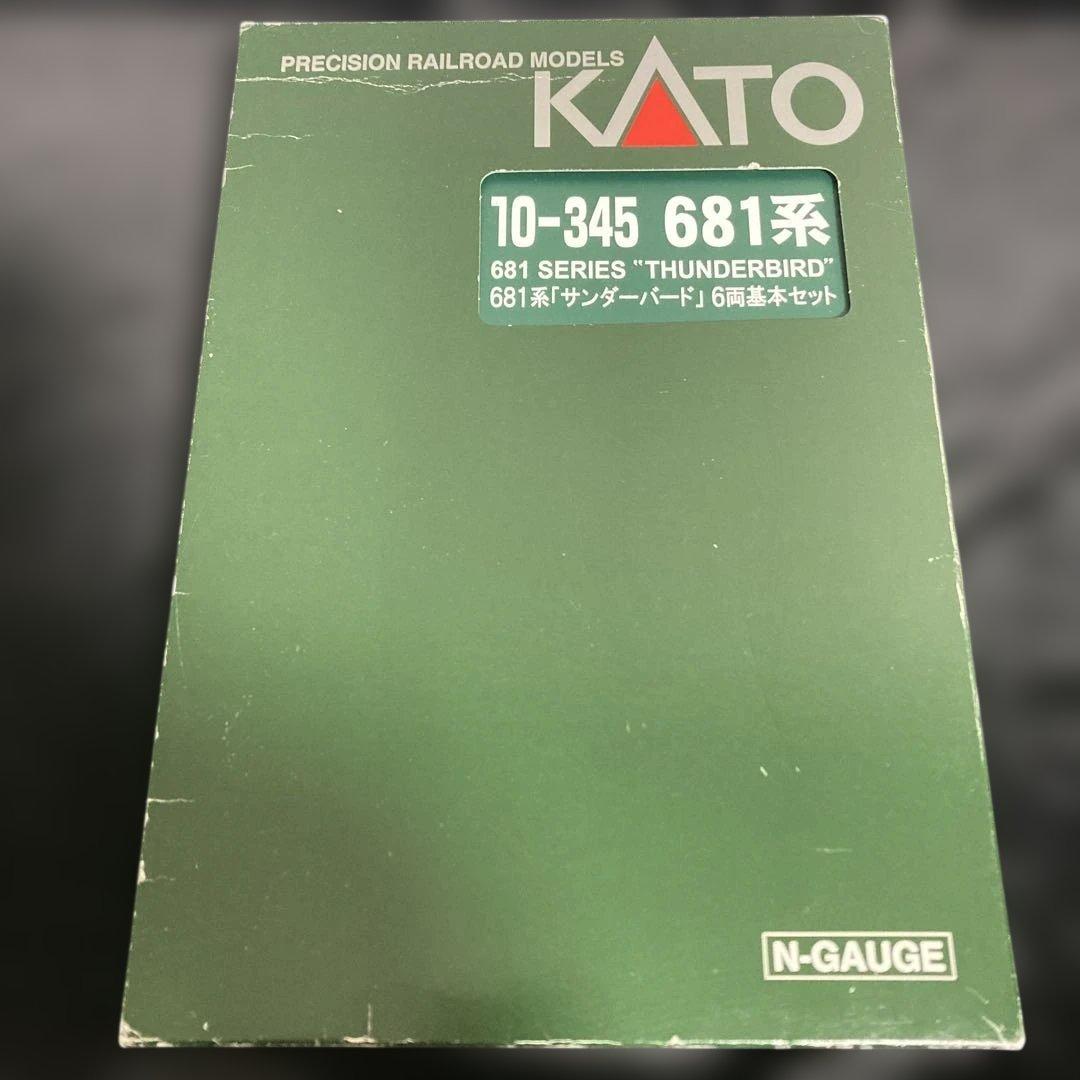 PRECISION RAILROAD MODELS
KATO
10-345 681系
681 SERIES "THUNDERBIRD"
681系「サンダーバード」6両基本セット
N-GAUGE